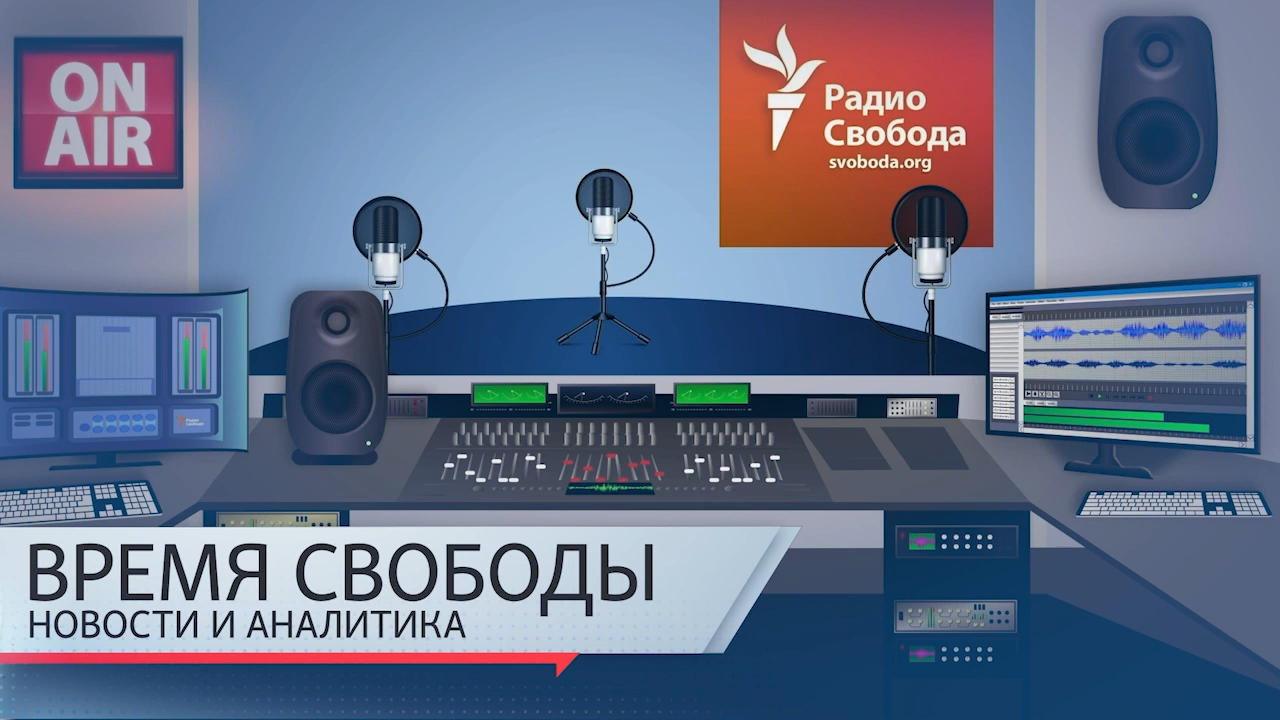 ON
AIR
Радио
Свобода
svoboda.org
ВРЕМЯ СВОБОДЫ
НОВОСТИ И АНАЛИТИКА